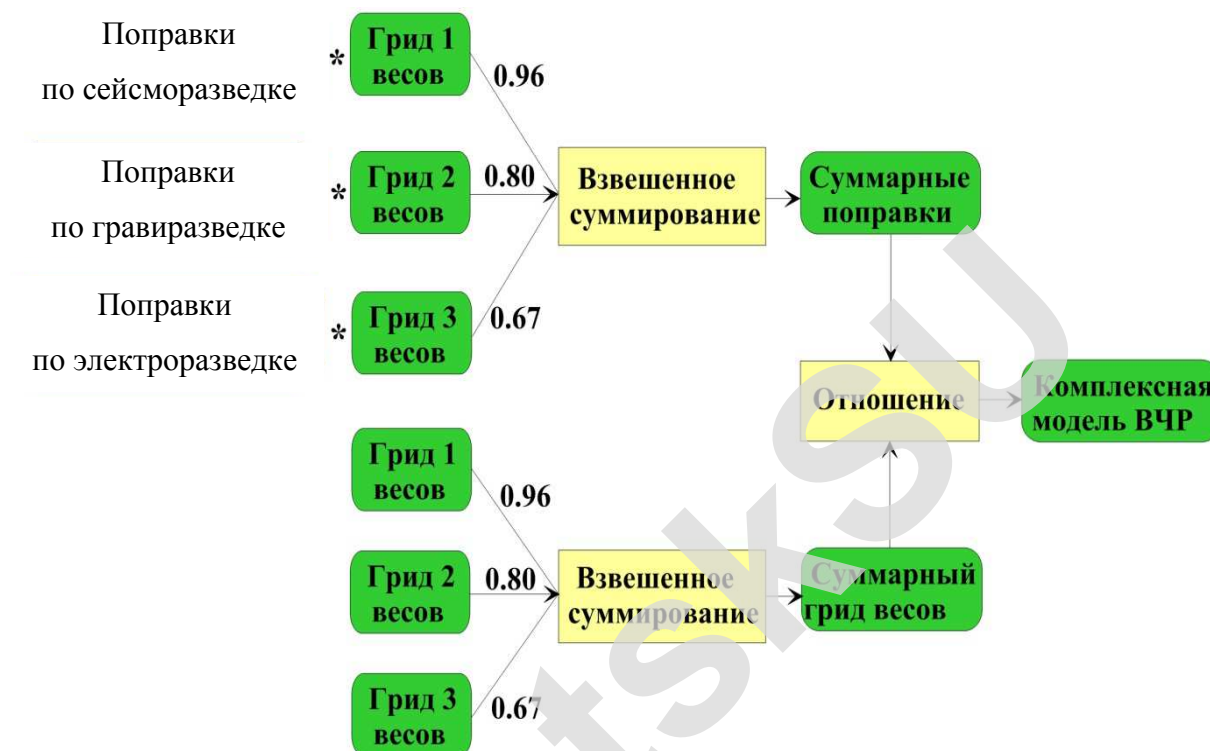 Поправки
по сейсморазведке
* Грид 1
весов
0.96
Поправки
по гравиразведке
* Грид 2
весов
0.80
Взвешенное
суммирование
Суммарные
поправки
Поправки
по электроразведке
* Грид 3
весов
0.67
Отношение
Комплексная
модель ВЧР
Грид 1
весов
0.96
Грид 2
весов
0.80
Взвешенное
суммирование
Суммарный
грид весов
Грид 3
весов
0.67
tskSU